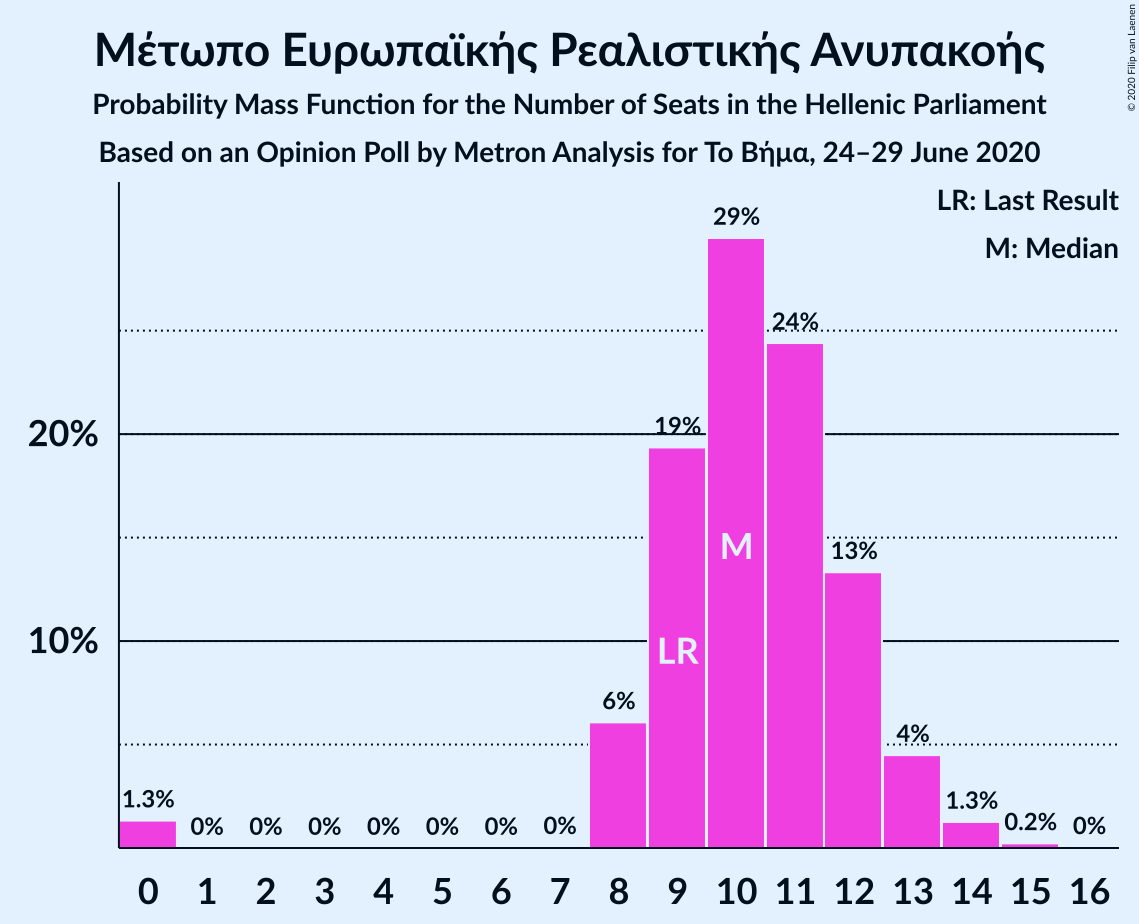 Μέτωπο Ευρωπαϊκής Ρεαλιστικής Ανυπακοής
Probability Mass Function for the Number of Seats in the Hellenic Parliament
Based on an Opinion Poll by Metron Analysis for Το Βήμα, 24–29 June 2020
© 2020 Filip van Laenen
LR: Last Result
M: Median
29%
24%
19%
20%
M
13%
10%
LR
6%
4%
1.3%
0%
0%
0%
0%
0%
0%
0%
1.3%
0.2%
0%
0 1 2 3 4 5 6 7 8 9 10 11 12 13 14 15 16